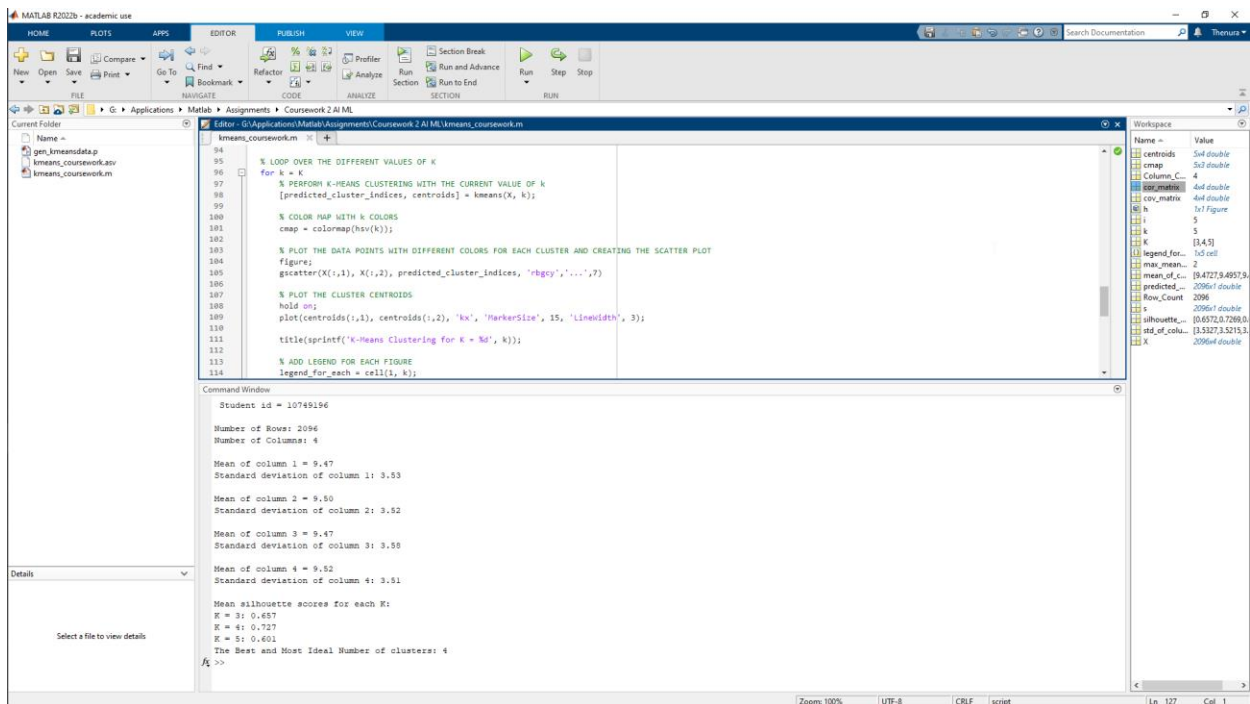 MATLAB R2022b - academic use
HOME PLOTS APPS EDITOR PUBLISH VIEW Search Documentation Thenura
New Open Save Compare Print Go To Find Bookmark Refactor Profiler Analyze Run Section Section Break Run and Advance Run to End Run Step Stop
FILE NAVIGATE CODE ANALYZE SECTION RUN
G: Applications Matlab Assignments Coursework 2 AI ML
Current Folder
Name
gen_kmeansdata.p
kmeans_coursework.asv
kmeans_coursework.m
Details
Select a file to view details
Editor - G:\Applications\Matlab\Assignments\Coursework 2 AI ML\kmeans_coursework.m
kmeans_coursework.m
94
95 % LOOP OVER THE DIFFERENT VALUES OF K
96 for k = K
97 % PERFORM K-MEANS CLUSTERING WITH THE CURRENT VALUE OF k
98 [predicted_cluster_indices, centroids] = kmeans(X, k);
99
100 % COLOR MAP WITH k COLORS
101 cmap = colormap(hsv(k));
102
103 % PLOT THE DATA POINTS WITH DIFFERENT COLORS FOR EACH CLUSTER AND CREATING THE SCATTER PLOT
104 figure;
105 gscatter(X(:,1), X(:,2), predicted_cluster_indices, 'rbgcy','...',7)
106
107 % PLOT THE CLUSTER CENTROIDS
108 hold on;
109 plot(centroids(:,1), centroids(:,2), 'kx', 'MarkerSize', 15, 'LineWidth', 3);
110
111 title(sprintf('K-Means Clustering for K = %d', k));
112
113 % ADD LEGEND FOR EACH FIGURE
114 legend_for_each = cell(1, k);
Command Window
Student id = 10749196
Number of Rows: 2096
Number of Columns: 4
Mean of column 1 = 9.47
Standard deviation of column 1: 3.53
Mean of column 2 = 9.50
Standard deviation of column 2: 3.52
Mean of column 3 = 9.47
Standard deviation of column 3: 3.58
Mean of column 4 = 9.52
Standard deviation of column 4: 3.51
Mean silhouette scores for each K:
K = 3: 0.657
K = 4: 0.727
K = 5: 0.601
The Best and Most Ideal Number of clusters: 4
fx >>
Workspace
Name Value
centroids 5x4 double
cmap 5x3 double
Column_C... 4
cor_matrix 4x4 double
cov_matrix 4x4 double
h 1x1 Figure
i 5
k 5
K [3,4,5]
legend_for... 1x5 cell
max_mean... 2
mean_of_c... [9.4727,9.4957,9.
predicted_... 2096x1 double
Row_Count 2096
s 2096x1 double
silhouette_... [0.6572,0.7269,0.
std_of_colu... [3.5327,3.5215,3.
X 2096x4 double
Zoom: 100% UTF-8 CRLF script Ln 127 Col 1